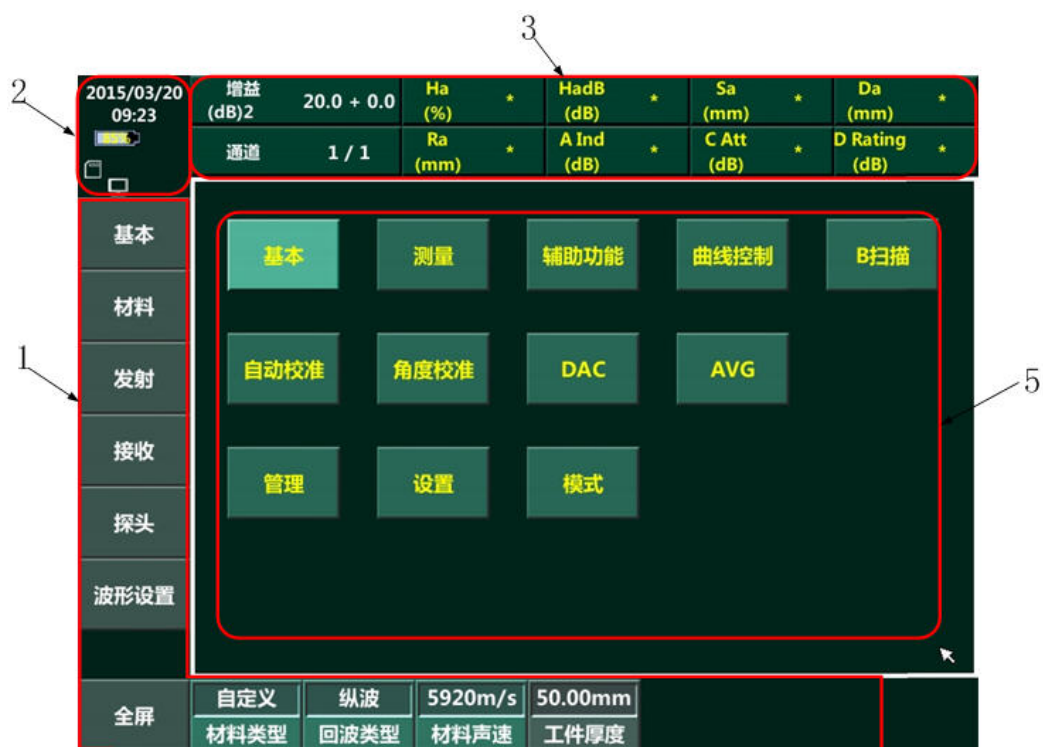 3
2
2015/03/20
09:23
85%
增益
(dB)2
20.0 + 0.0
Ha
(%)
*
HadB
(dB)
*
Sa
(mm)
*
Da
(mm)
*
通道
1 / 1
Ra
(mm)
*
A Ind
(dB)
*
C Att
(dB)
*
D Rating
(dB)
*
基本
材料
发射
接收
探头
波形设置
全屏
1
基本
测量
辅助功能
曲线控制
B扫描
自动校准
角度校准
DAC
AVG
管理
设置
模式
5
自定义
材料类型
纵波
回波类型
5920m/s
材料声速
50.00mm
工件厚度